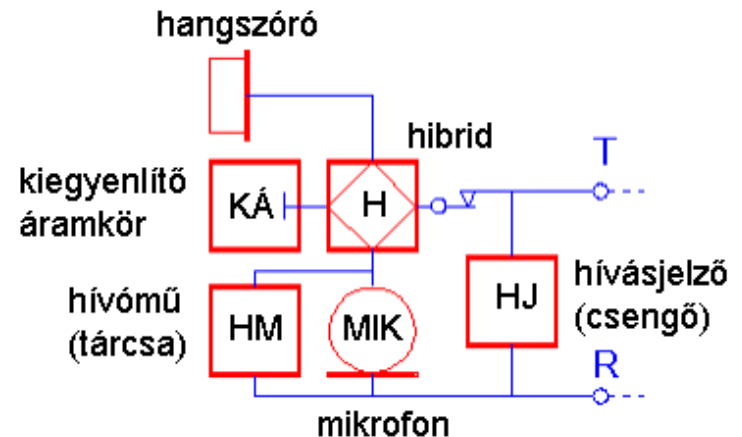 hangszóró
hibrid
T
kiegyenlítő
áramkör
KÁ
H
hívómű
(tárcsa)
HM
MIK
HJ
hívásjelző
(csengő)
R
mikrofon